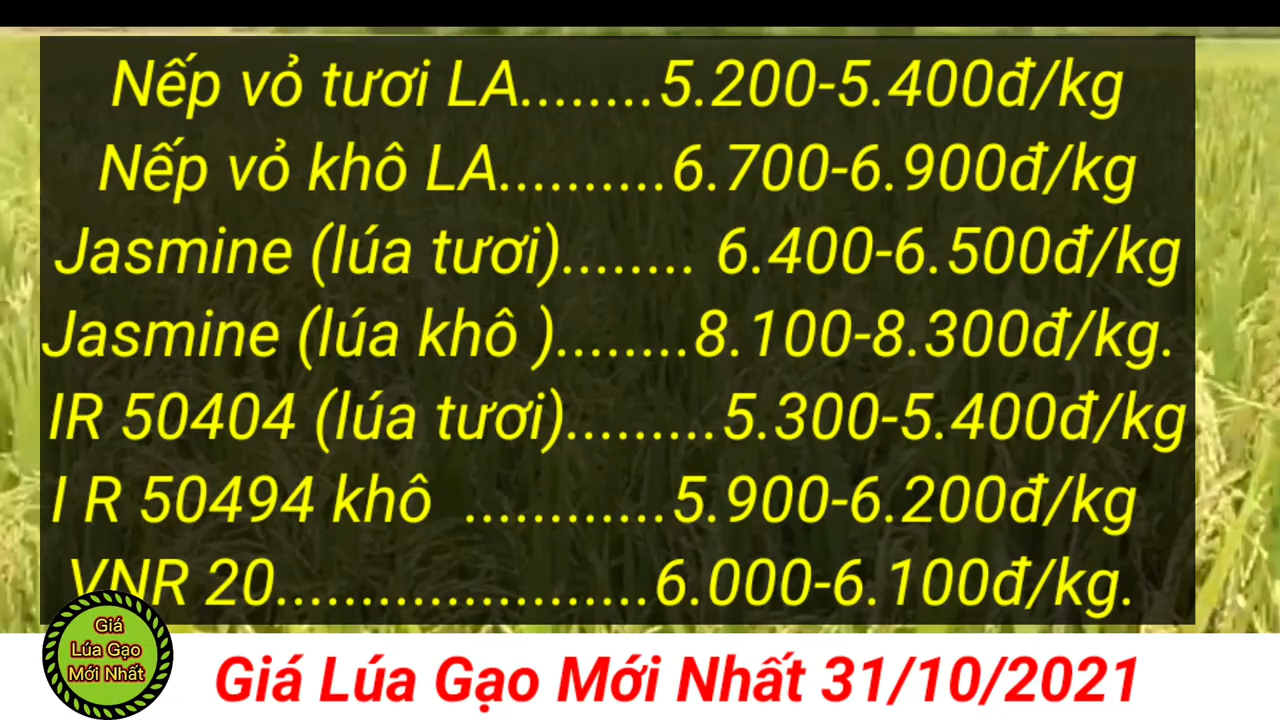 Nếp vỏ tươi LA........5.200-5.400đ/kg
Nếp vỏ khô LA..........6.700-6.900đ/kg
Jasmine (lúa tươi)........ 6.400-6.500đ/kg
Jasmine (lúa khô )........8.100-8.300đ/kg.
IR 50404 (lúa tươi).........5.300-5.400đ/kg
I R 50494 khô ............5.900-6.200đ/kg
VNR 20......................6.000-6.100đ/kg.
Giá
Lúa Gạo
Mới Nhất
Giá Lúa Gạo Mới Nhất 31/10/2021